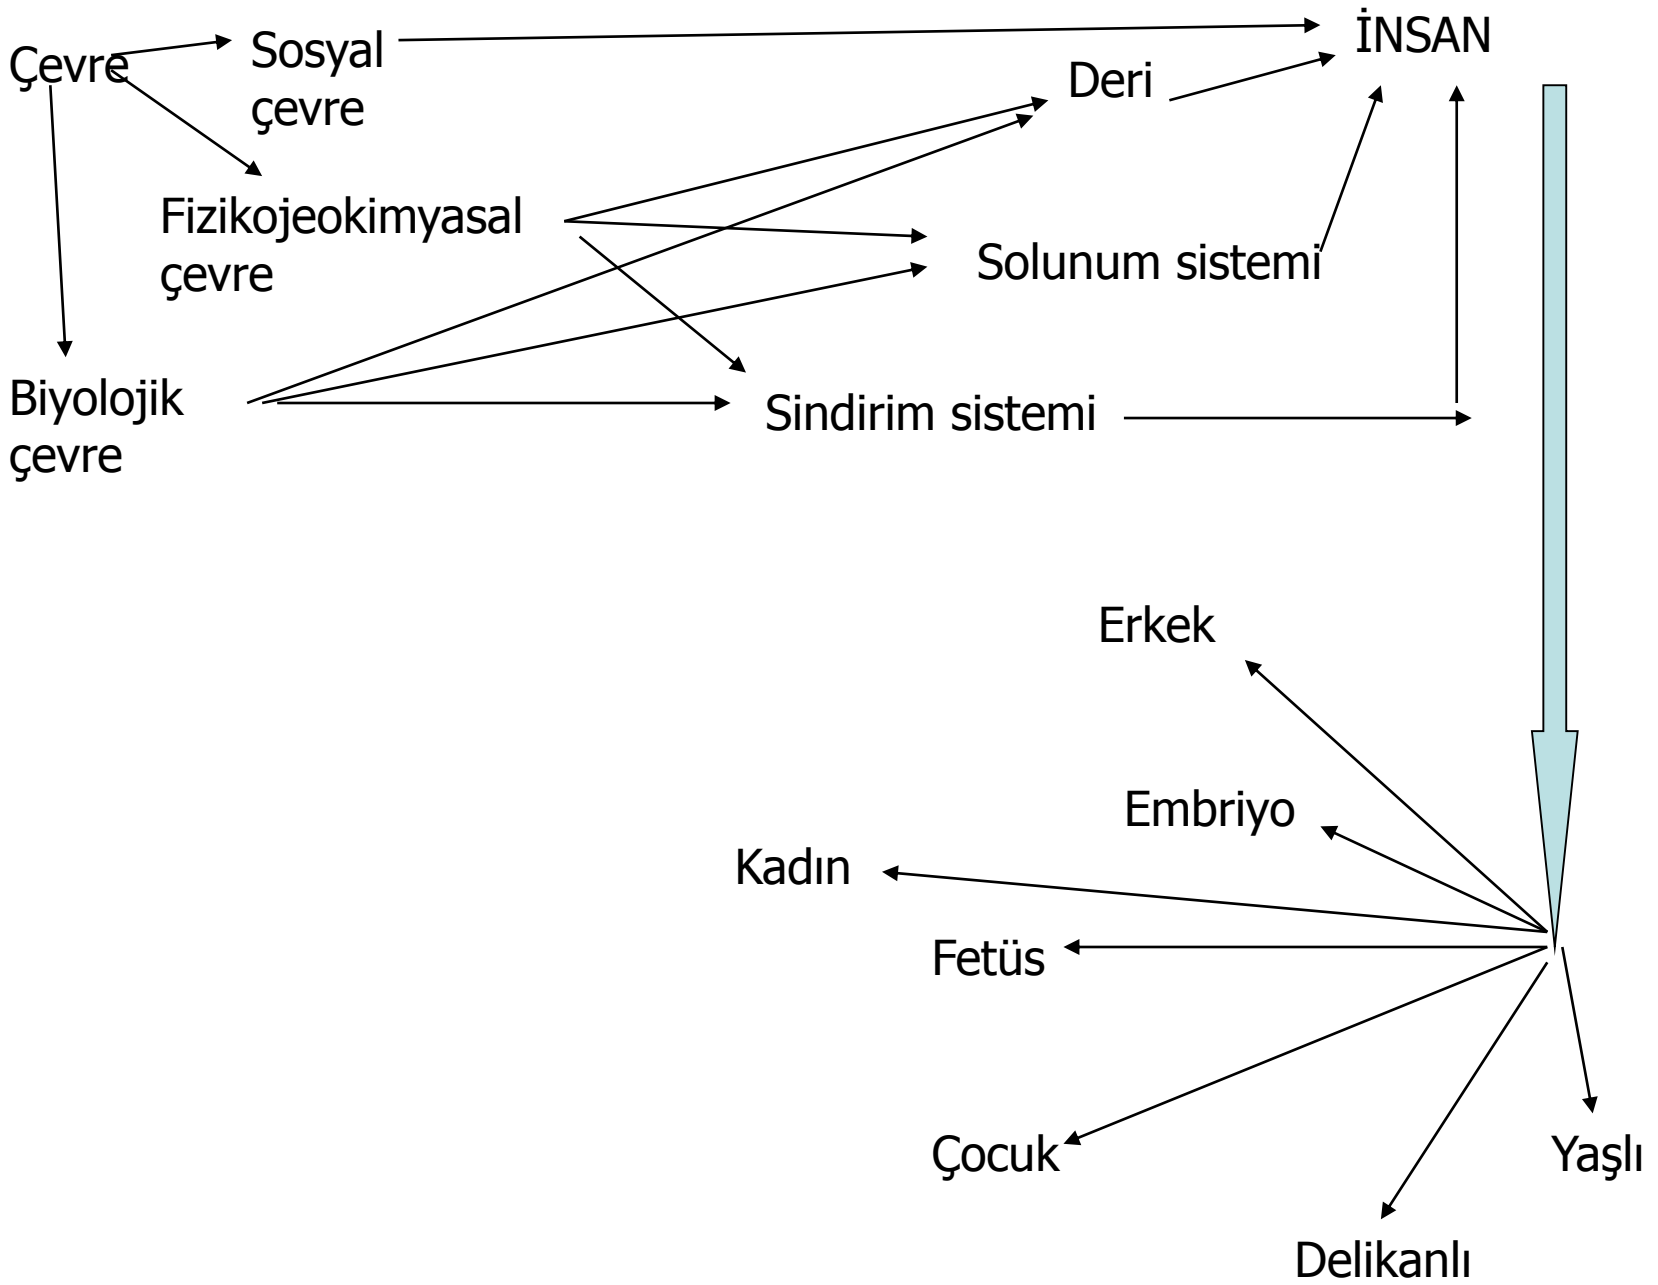 İNSAN
Çevre
Sosyal
çevre
Deri
Fizikojeokimyasal
çevre
Solunum sistemi
Biyolojik
çevre
Sindirim sistemi
Erkek
Embriyo
Kadın
Fetüs
Çocuk
Yaşlı
Delikanlı